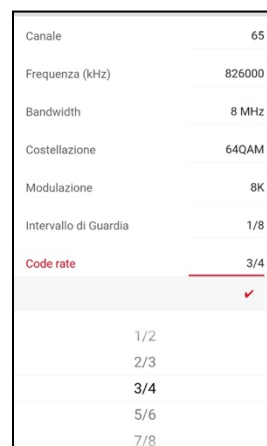 Canale 65
Frequenza (kHz) 826000
Bandwidth 8 MHz
Costellazione 64QAM
Modulazione 8K
Intervallo di Guardia 1/8
Code rate 3/4
1/2
2/3
3/4
5/6
7/8